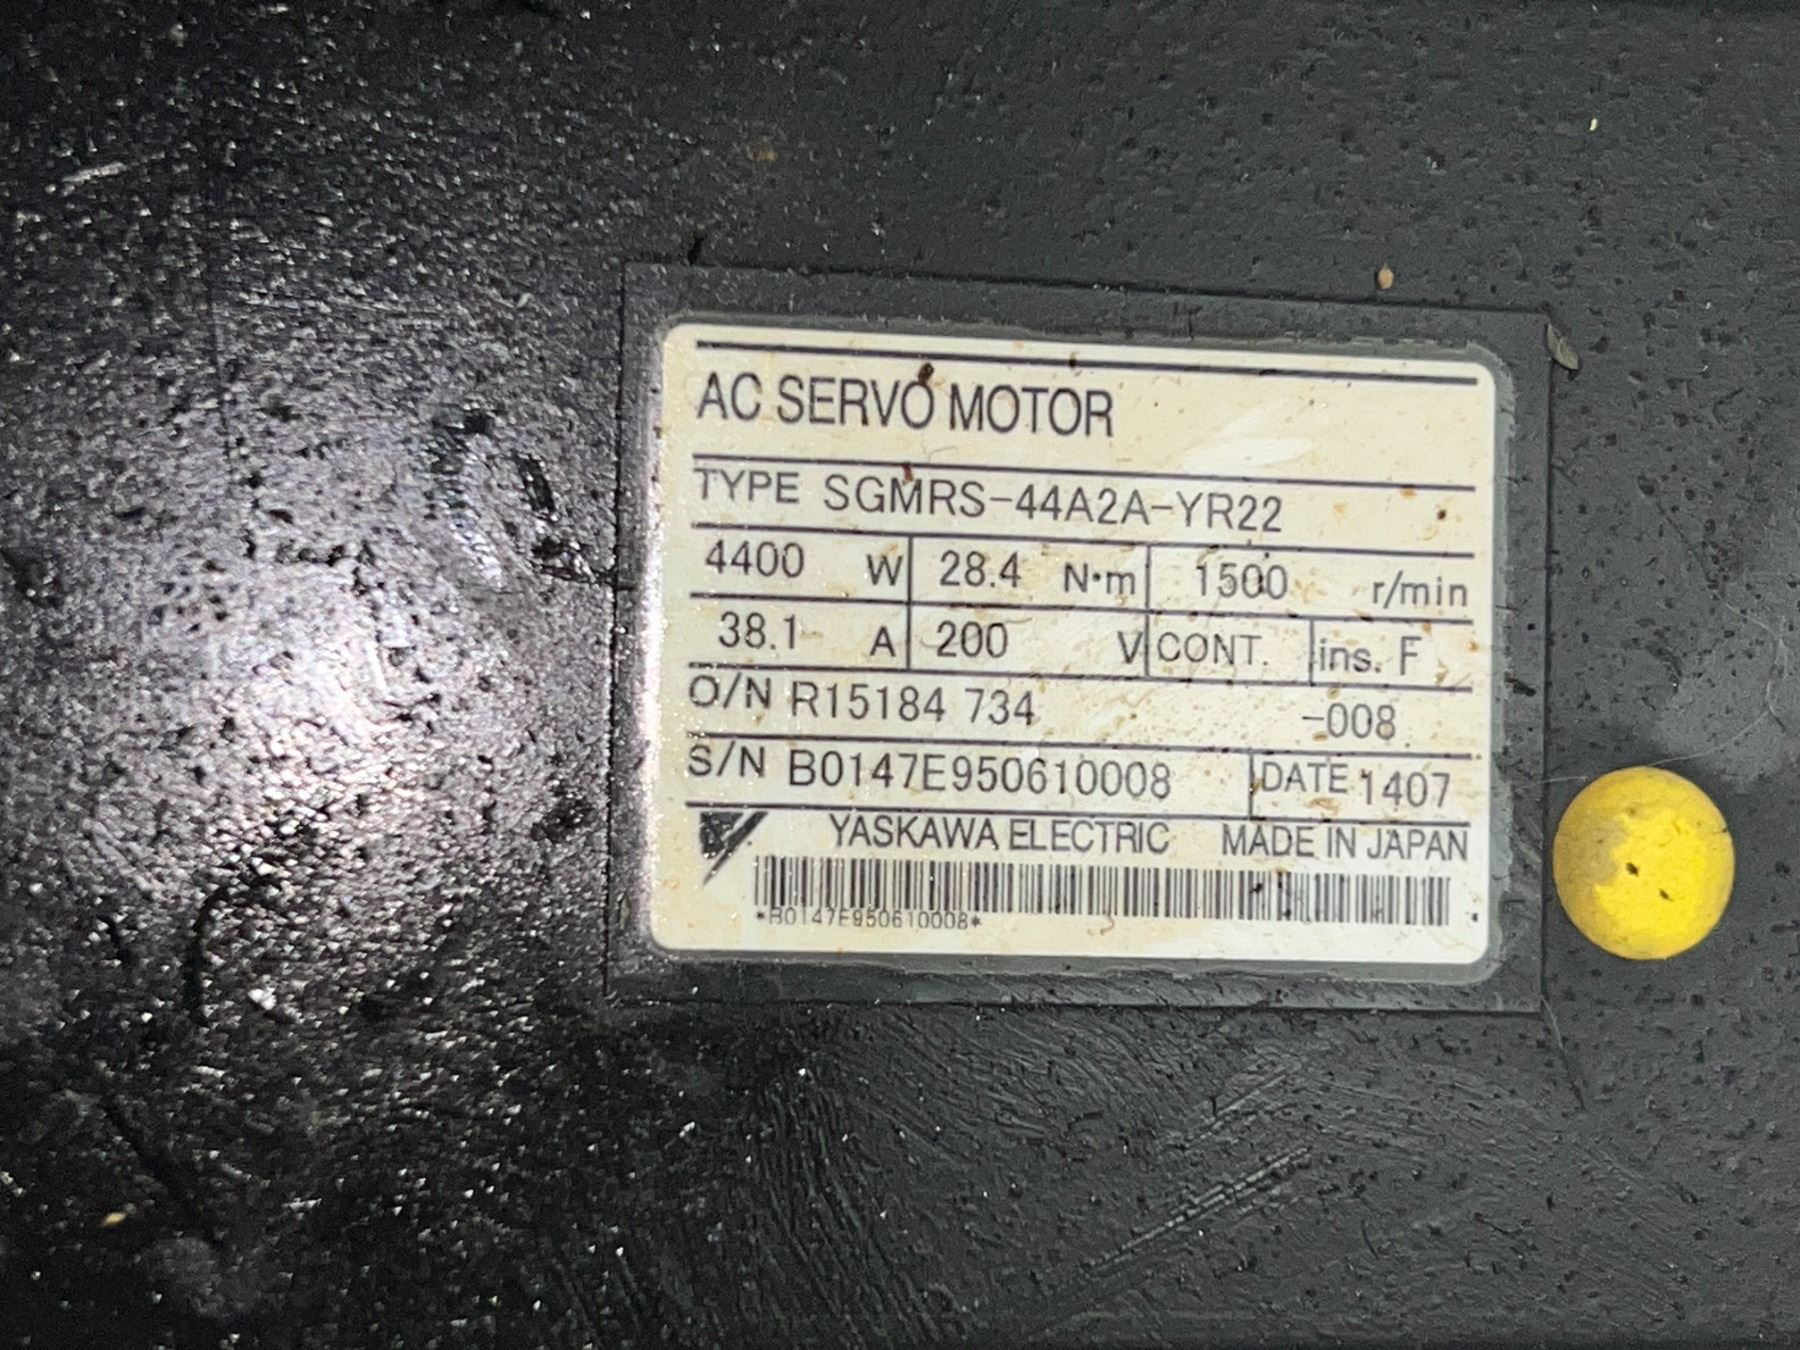 AC SERVO MOTOR
TYPE SGMRS-44A2A-YR22
4400 W 28.4 N·m 1500 r/min
38.1 A 200 V CONT. ins. F
O/N R15184 734 -008
S/N B0147E950610008 DATE 1407
YASKAWA ELECTRIC MADE IN JAPAN
*B0147E950610008*